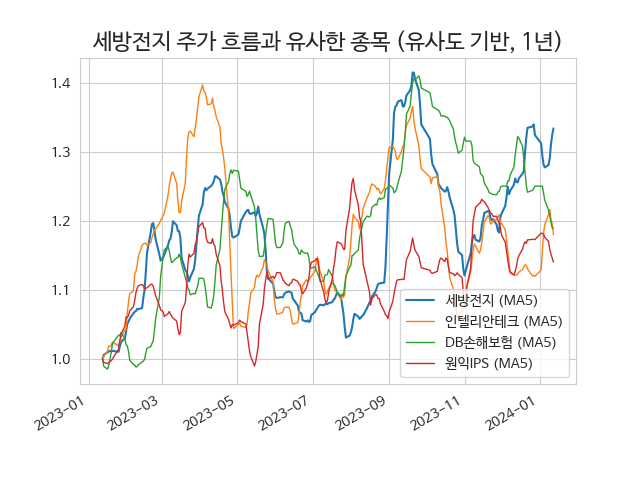 세방전지 주가 흐름과 유사한 종목 (유사도 기반, 1년)
1.4
1.3
1.2
1.1
1.0
세방전지 (MA5)
인텔리안테크 (MA5)
DB손해보험 (MA5)
원익IPS (MA5)
2023-01
2023-03
2023-05
2023-07
2023-09
2023-11
2024-01